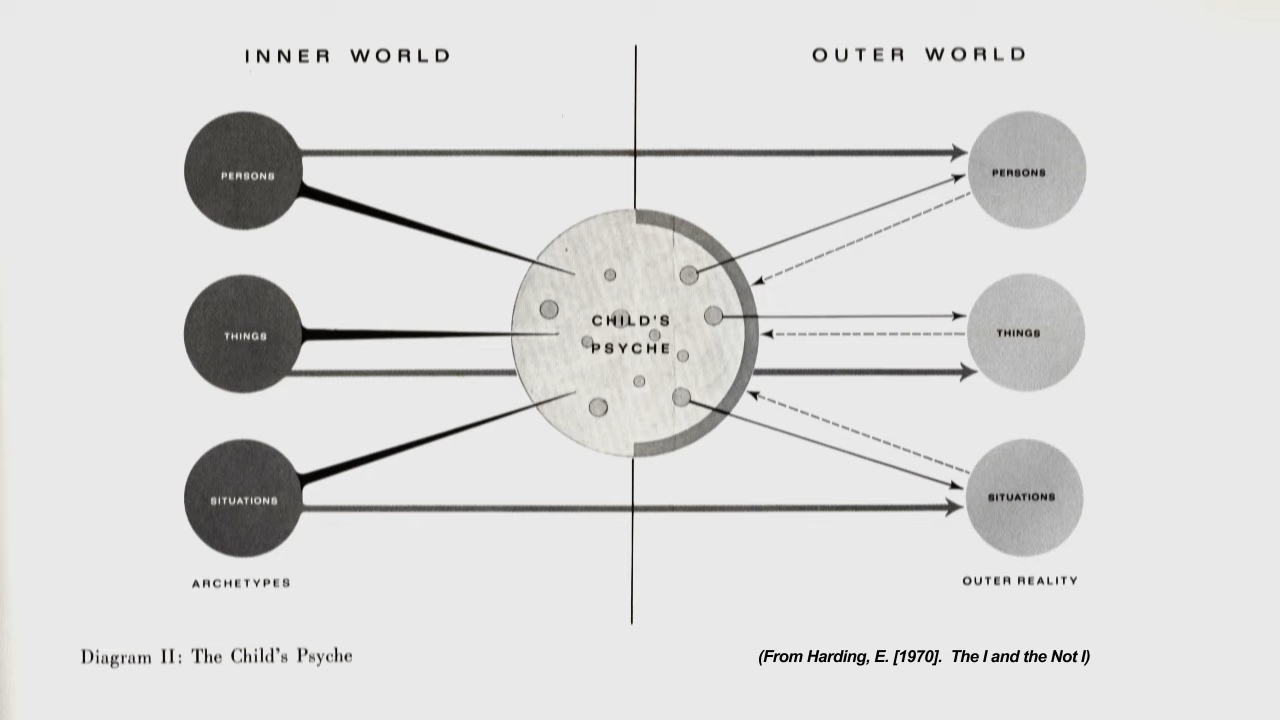 INNER WORLD
OUTER WORLD
PERSONS
PERSONS
THINGS
CHILD'S
PSYCHE
THINGS
SITUATIONS
SITUATIONS
ARCHETYPES
OUTER REALITY
Diagram II: The Child's Psyche
(From Harding, E. [1970].  The I and the Not I)